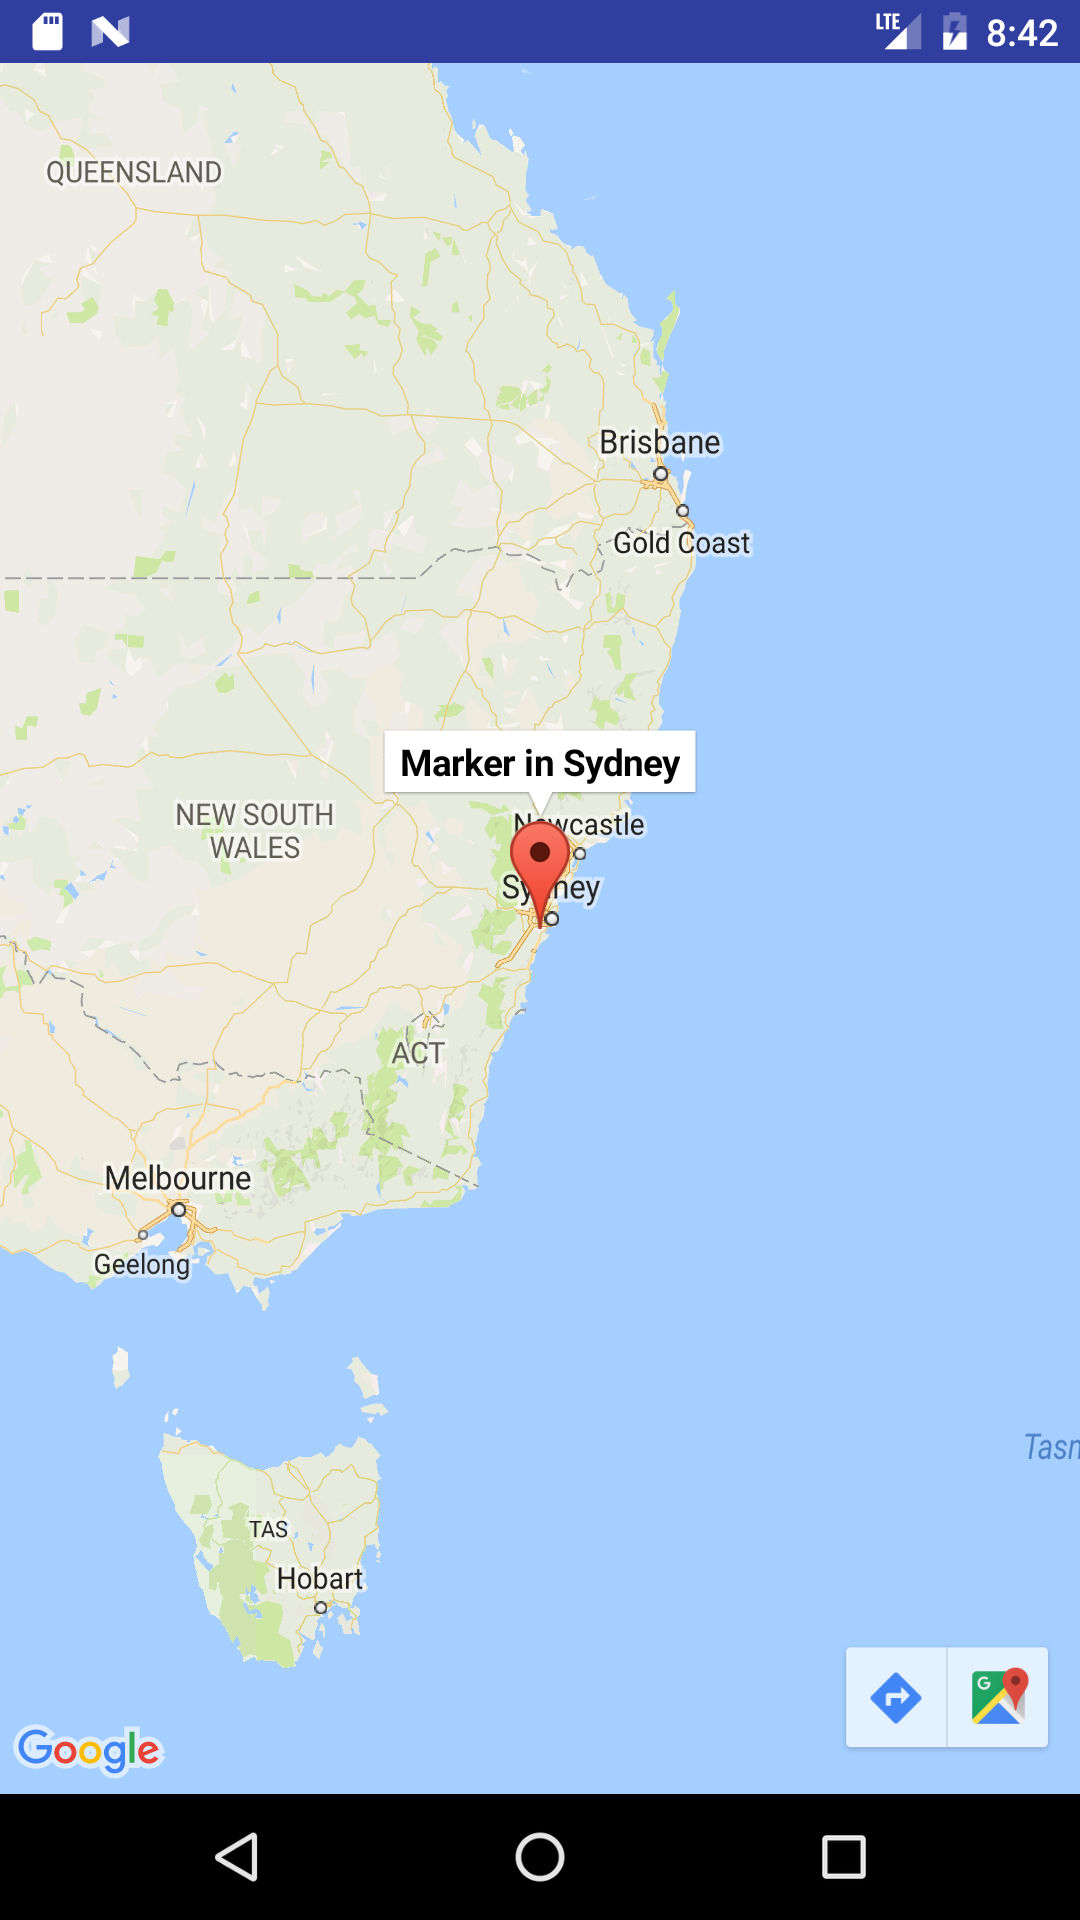 LTE 8:42
QUEENSLAND
Brisbane
Gold Coast
Marker in Sydney
NEW SOUTH
WALES
Newcastle
Sydney
ACT
Melbourne
Geelong
Tasm
TAS
Hobart
G
Google